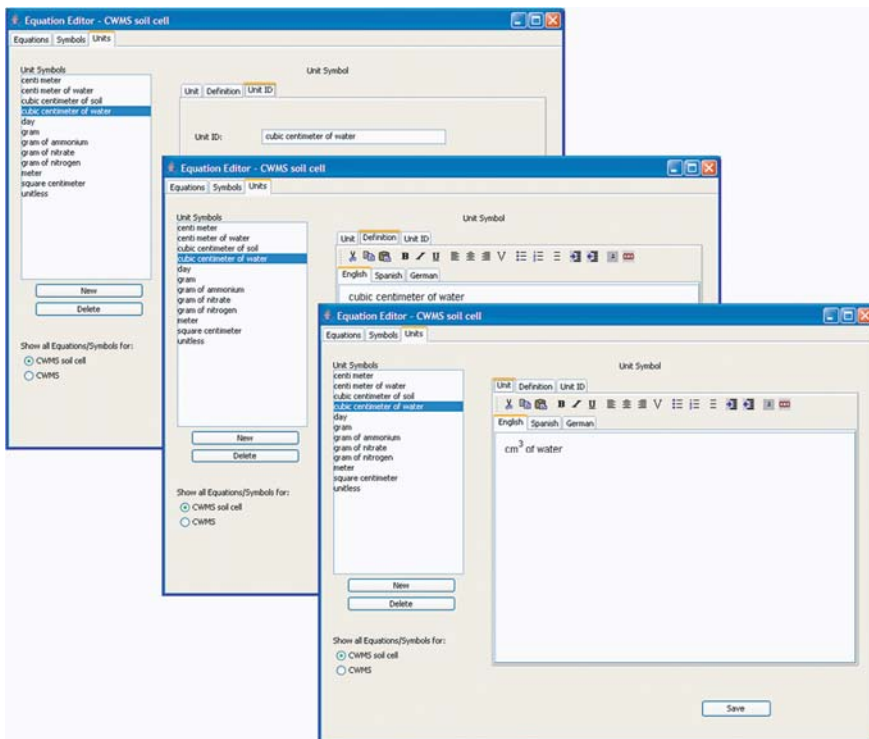 Equation Editor - CWMS soil cell
Equations Symbols Units
Unit Symbols
centi meter
centi meter of water
cubic centimeter of soil
cubic centimeter of water
day
gram
gram of ammonium
gram of nitrate
gram of nitrogen
meter
square centimeter
unitless
New
Delete
Show all Equations/Symbols for:
CWMS soil cell
CWMS
Unit Symbol
Unit Definition Unit ID
Unit ID: cubic centimeter of water
Equation Editor - CWMS soil cell
Equations Symbols Units
Unit Symbols
centi meter
centi meter of water
cubic centimeter of soil
cubic centimeter of water
day
gram
gram of ammonium
gram of nitrate
gram of nitrogen
meter
square centimeter
unitless
New
Delete
Show all Equations/Symbols for:
CWMS soil cell
CWMS
Unit Symbol
Unit Definition Unit ID
B I U
English Spanish German
cubic centimeter of water
Equation Editor - CWMS soil cell
Equations Symbols Units
Unit Symbols
centi meter
centi meter of water
cubic centimeter of soil
cubic centimeter of water
day
gram
gram of ammonium
gram of nitrate
gram of nitrogen
meter
square centimeter
unitless
New
Delete
Show all Equations/Symbols for:
CWMS soil cell
CWMS
Unit Symbol
Unit Definition Unit ID
B I U
English Spanish German
cm³ of water
Save